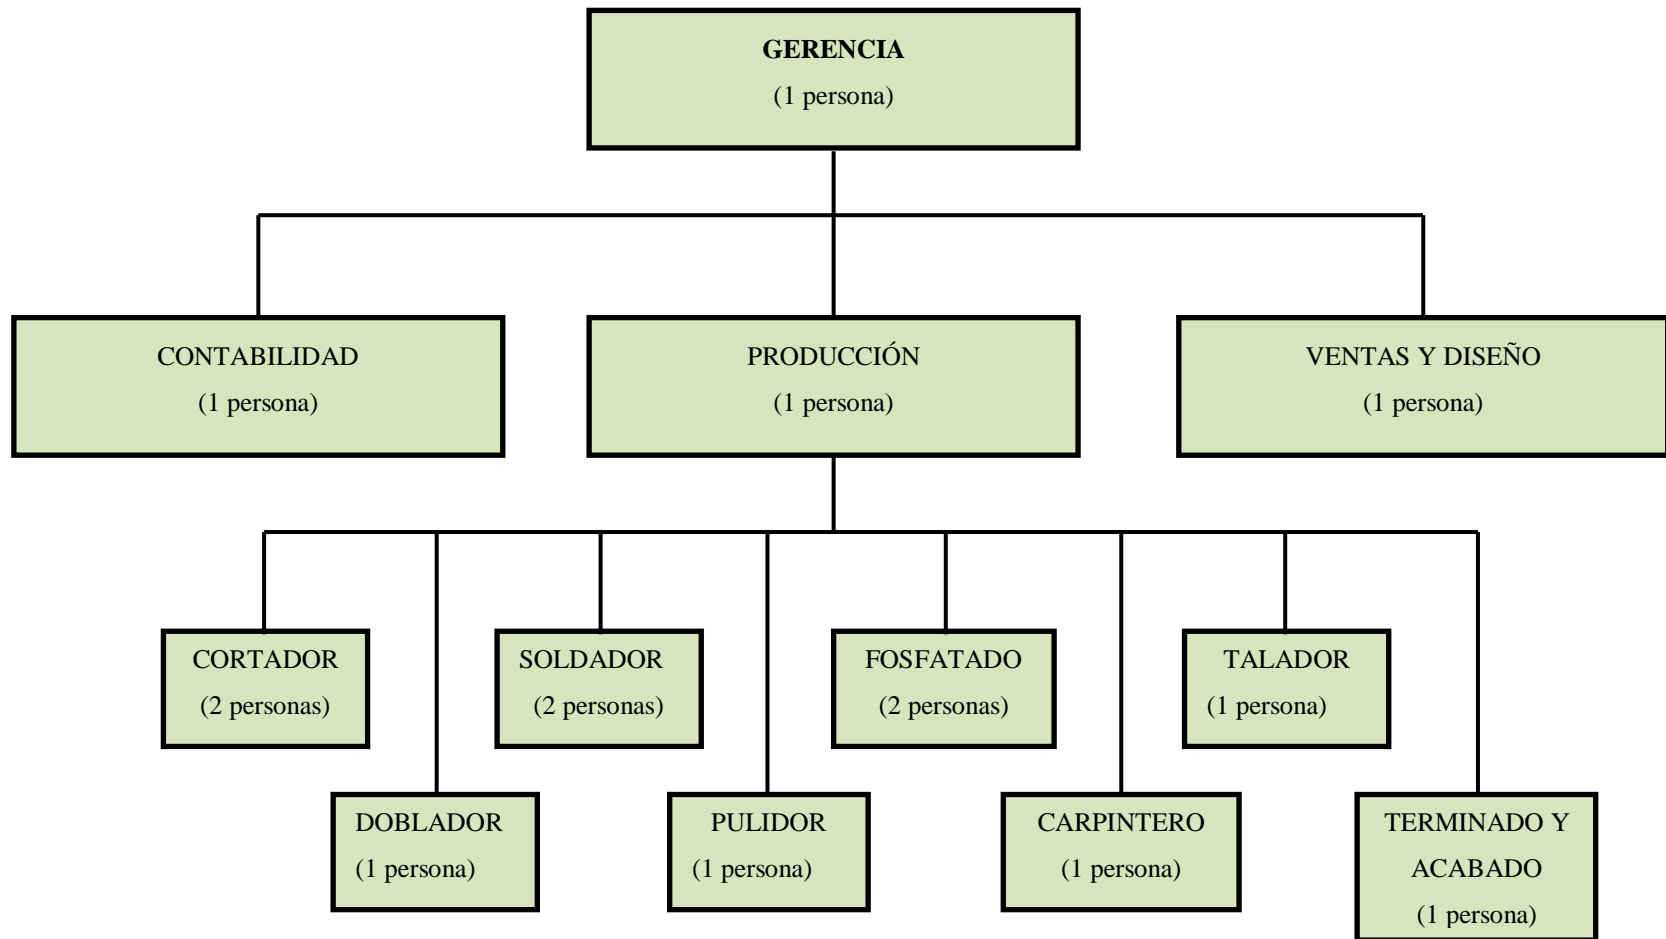 GERENCIA
(1 persona)
CONTABILIDAD
(1 persona)
PRODUCCIÓN
(1 persona)
VENTAS Y DISEÑO
(1 persona)
CORTADOR
(2 personas)
SOLDADOR
(2 personas)
FOSFATADO
(2 personas)
TALADOR
(1 persona)
DOBLADOR
(1 persona)
PULIDOR
(1 persona)
CARPINTERO
(1 persona)
TERMINADO Y
ACABADO
(1 persona)